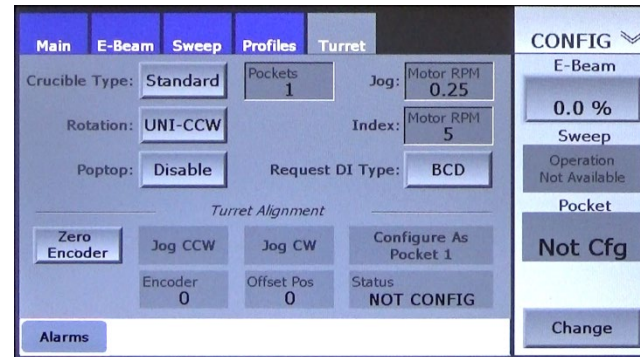 Main E-Beam Sweep Profiles Turret
CONFIG
Crucible Type: Standard
Pockets
1
Jog: Motor RPM
0.25
Rotation: UNI-CCW
Index: Motor RPM
5
Poptop: Disable
Request DI Type: BCD
Turret Alignment
Zero
Encoder
Jog CCW
Jog CW
Configure As
Pocket 1
Encoder
0
Offset Pos
0
Status
NOT CONFIG
Alarms
E-Beam
0.0 %
Sweep
Operation
Not Available
Pocket
Not Cfg
Change